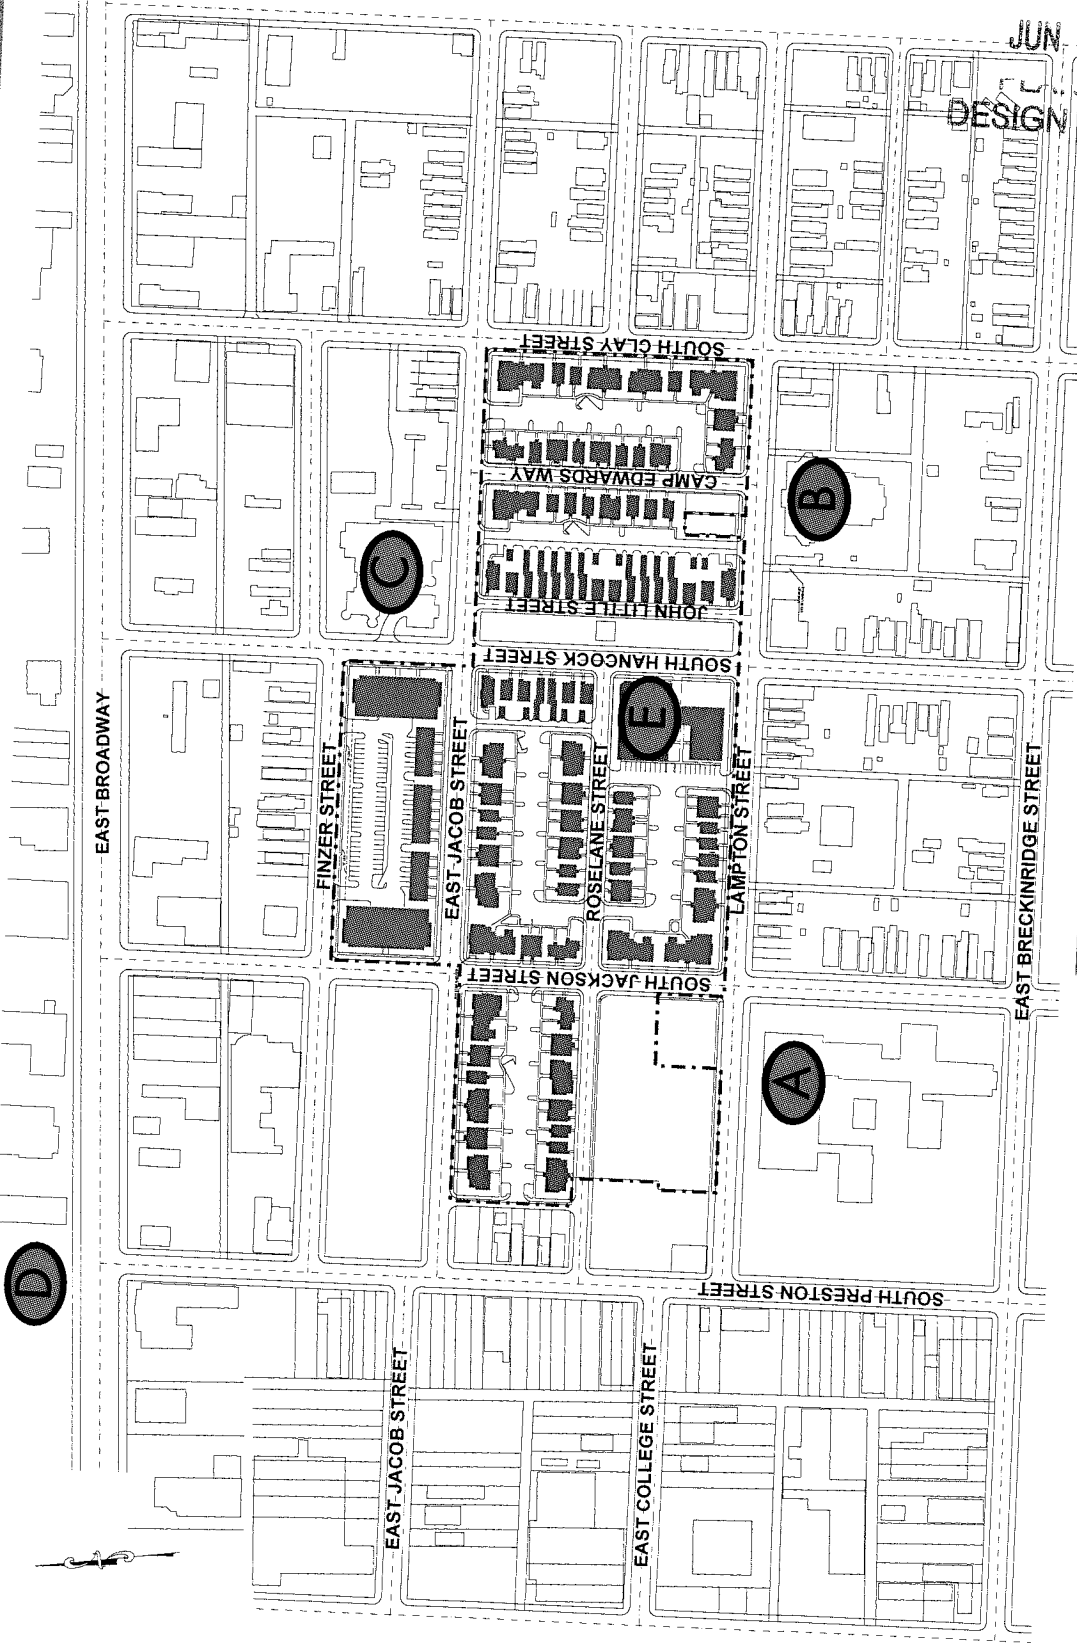 JUN
DESIGN
SOUTH CLAY STREET
CAMP EDWARDS WAY
B
C
JOHN LITTLE STREET
SOUTH HANCOCK STREET
E
EAST BROADWAY
FINZER STREET
EAST JACOB STREET
ROSELANE STREET
LAMPTON STREET
EAST BRECKINRIDGE STREET
SOUTH JACKSON STREET
A
D
SOUTH PRESTON STREET
EAST JACOB STREET
EAST COLLEGE STREET